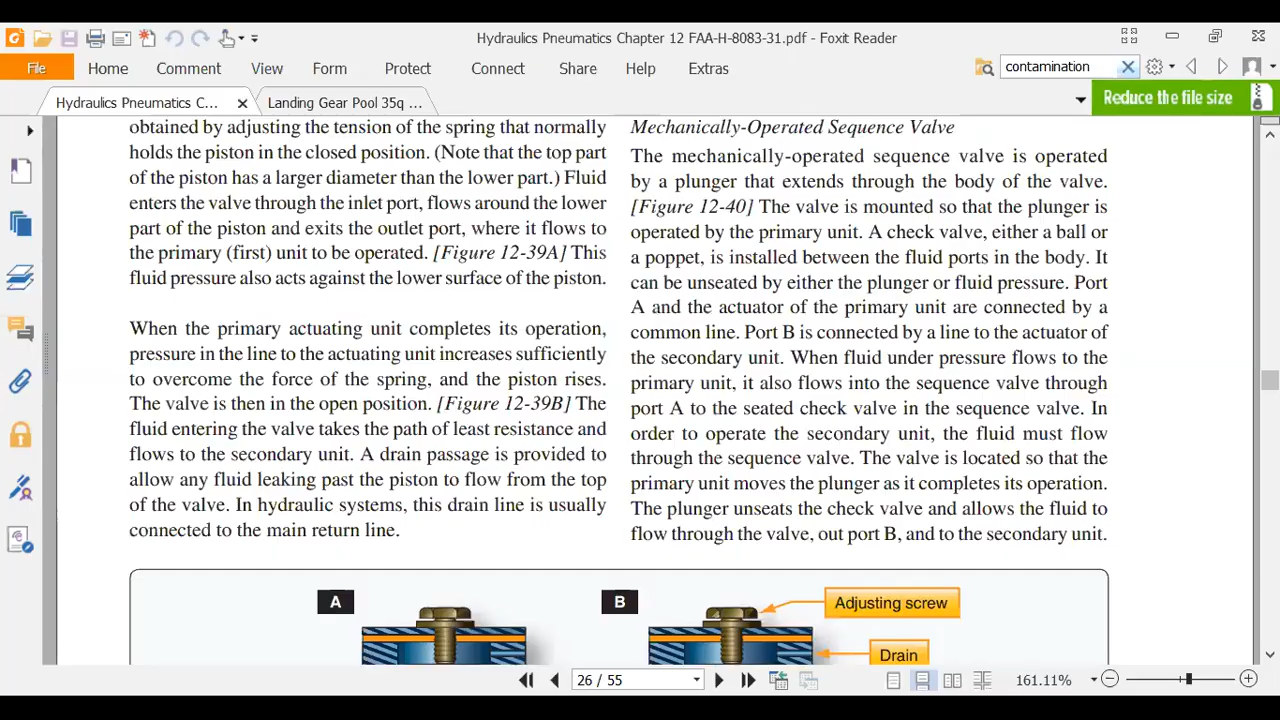 Hydraulics Pneumatics Chapter 12 FAA-H-8083-31.pdf - Foxit Reader
File Home Comment View Form Protect Connect Share Help Extras
contamination
Hydraulics Pneumatics C...
Landing Gear Pool 35q ...
Reduce the file size
obtained by adjusting the tension of the spring that normally
holds the piston in the closed position. (Note that the top part
of the piston has a larger diameter than the lower part.) Fluid
enters the valve through the inlet port, flows around the lower
part of the piston and exits the outlet port, where it flows to
the primary (first) unit to be operated. [Figure 12-39A] This
fluid pressure also acts against the lower surface of the piston.
When the primary actuating unit completes its operation,
pressure in the line to the actuating unit increases sufficiently
to overcome the force of the spring, and the piston rises.
The valve is then in the open position. [Figure 12-39B] The
fluid entering the valve takes the path of least resistance and
flows to the secondary unit. A drain passage is provided to
allow any fluid leaking past the piston to flow from the top
of the valve. In hydraulic systems, this drain line is usually
connected to the main return line.
Mechanically-Operated Sequence Valve
The mechanically-operated sequence valve is operated
by a plunger that extends through the body of the valve.
[Figure 12-40] The valve is mounted so that the plunger is
operated by the primary unit. A check valve, either a ball or
a poppet, is installed between the fluid ports in the body. It
can be unseated by either the plunger or fluid pressure. Port
A and the actuator of the primary unit are connected by a
common line. Port B is connected by a line to the actuator of
the secondary unit. When fluid under pressure flows to the
primary unit, it also flows into the sequence valve through
port A to the seated check valve in the sequence valve. In
order to operate the secondary unit, the fluid must flow
through the sequence valve. The valve is located so that the
primary unit moves the plunger as it completes its operation.
The plunger unseats the check valve and allows the fluid to
flow through the valve, out port B, and to the secondary unit.
A
B
Adjusting screw
Drain
26 / 55
161.11%